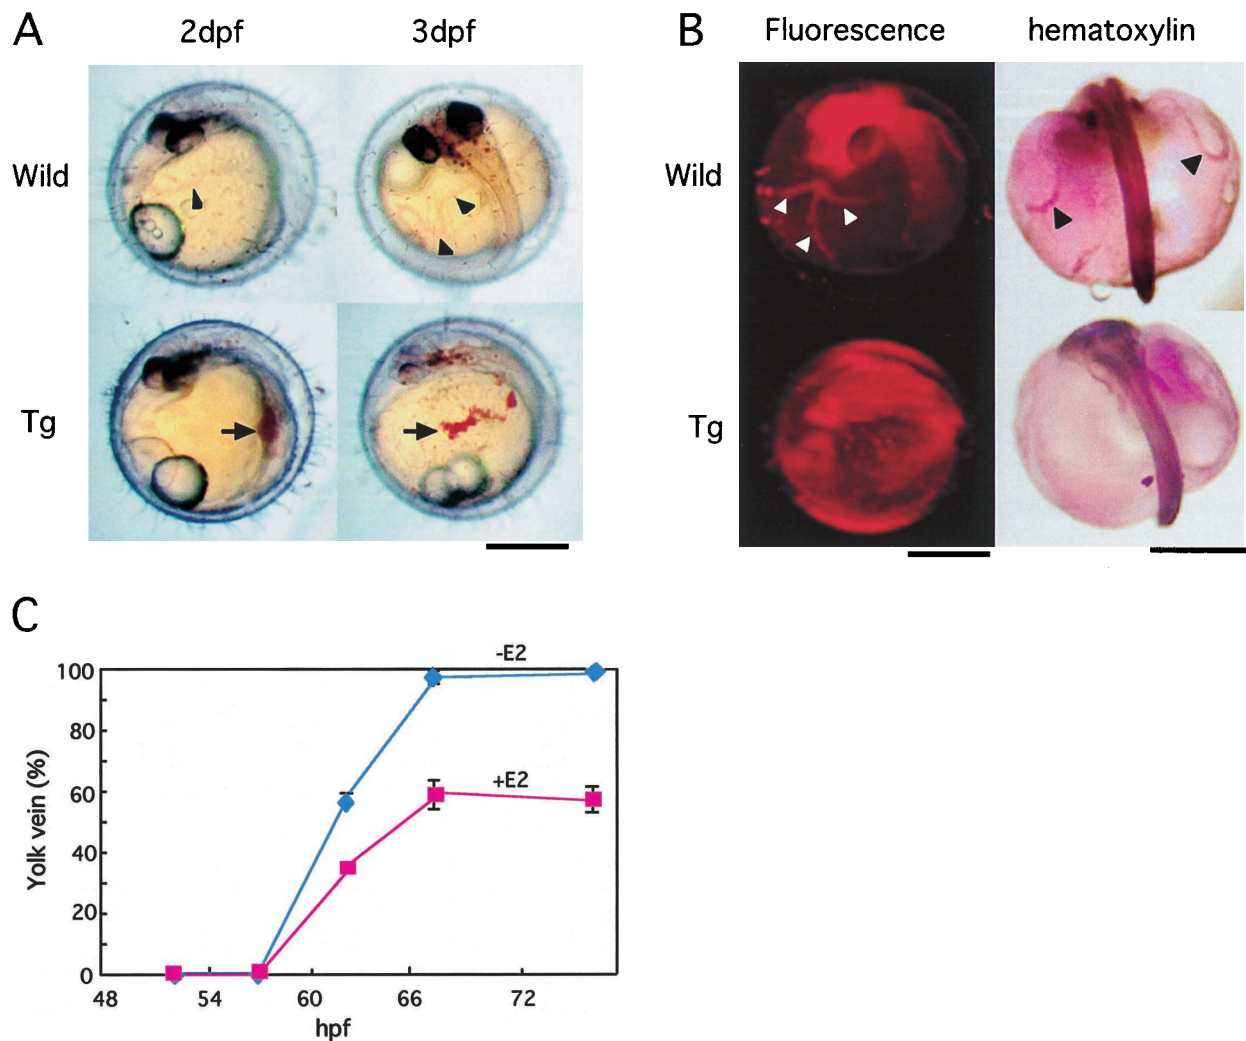 A
2dpf
3dpf
Wild
Tg
B
Fluorescence
hematoxylin
Wild
Tg
C
Yolk vein (%)
100
80
60
40
20
0
-E2
+E2
48
54
60
66
72
hpf